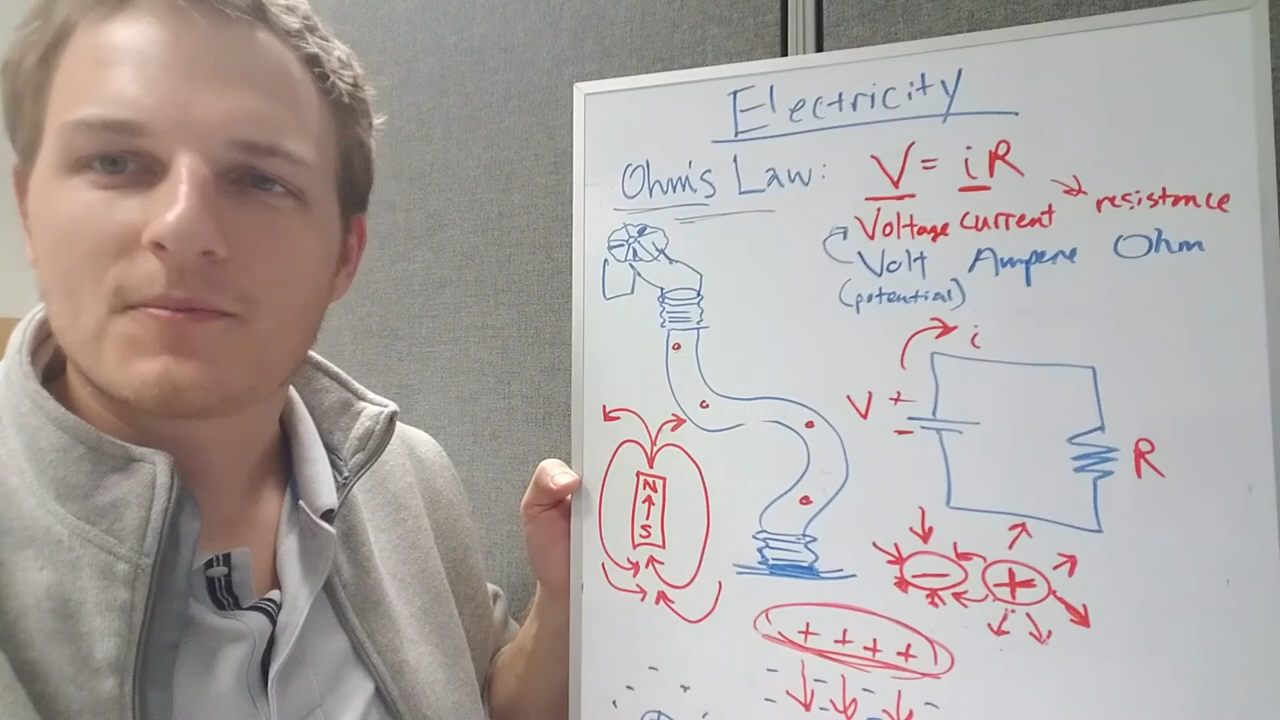 Electricity
Ohm's Law: V = iR
Voltage current resistance
Volt Ampere Ohm
(potential)
i
V + −
R
N
S
− +
+ + + +